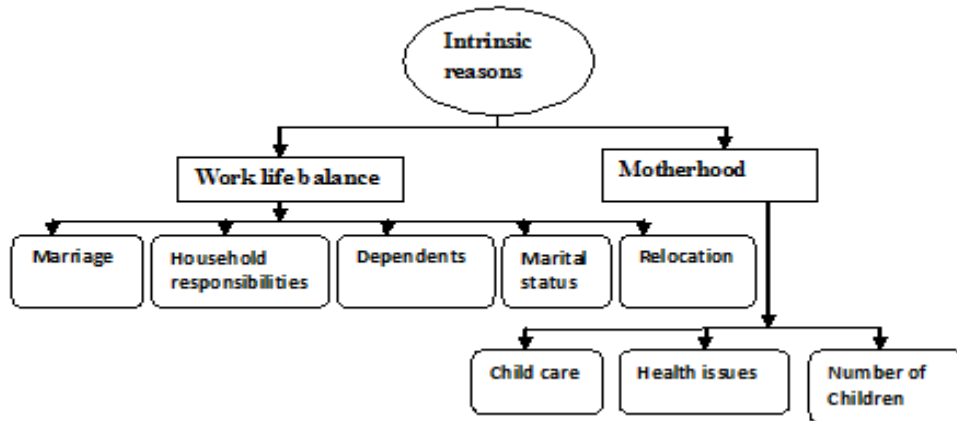 Intrinsic
reasons
Work life balance
Motherhood
Marriage
Household
responsibilities
Dependents
Marital
status
Relocation
Child care
Health issues
Number of
Children